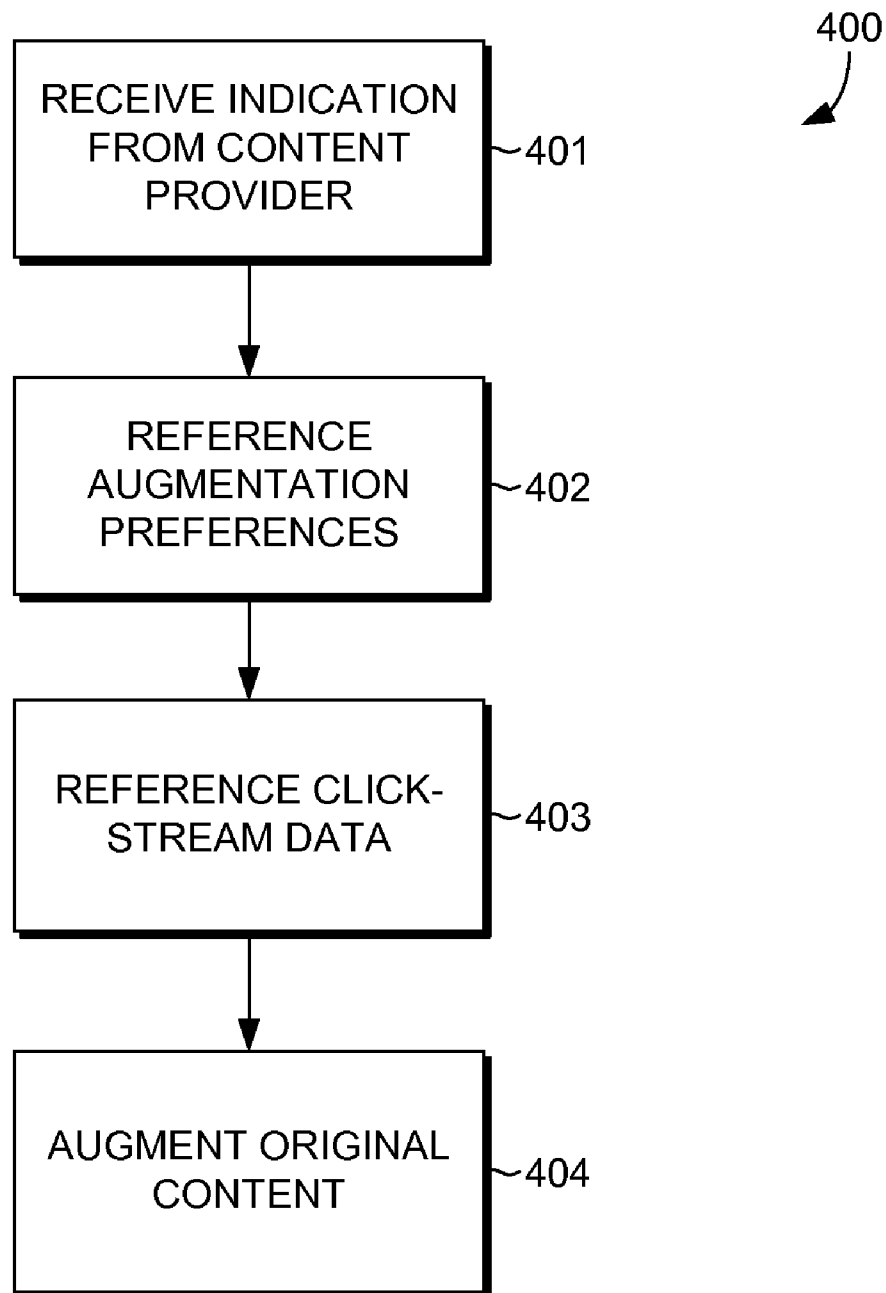 400
RECEIVE INDICATION
FROM CONTENT
PROVIDER
401
REFERENCE
AUGMENTATION
PREFERENCES
402
REFERENCE CLICK-
STREAM DATA
403
AUGMENT ORIGINAL
CONTENT
404